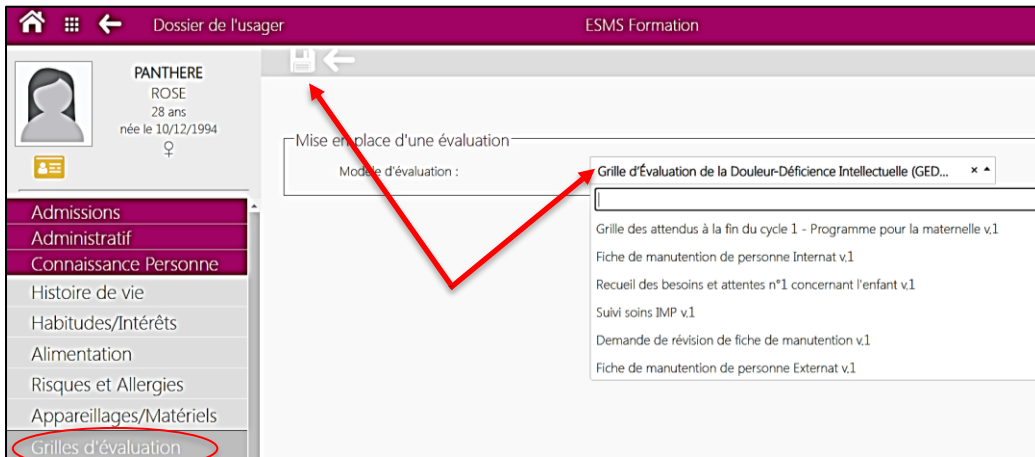 Dossier de l'usager
ESMS Formation
PANTHERE
ROSE
28 ans
née le 10/12/1994
Admissions
Administratif
Connaissance Personne
Histoire de vie
Habitudes/Intérêts
Alimentation
Risques et Allergies
Appareillages/Matériels
Grilles d'évaluation
Mise en place d'une évaluation
Modèle d'évaluation :
Grille d'Évaluation de la Douleur-Déficience Intellectuelle (GED...
Grille des attendus à la fin du cycle 1 - Programme pour la maternelle v,1
Fiche de manutention de personne Internat v,1
Recueil des besoins et attentes n°1 concernant l'enfant v,1
Suivi soins IMP v,1
Demande de révision de fiche de manutention v,1
Fiche de manutention de personne Externat v,1